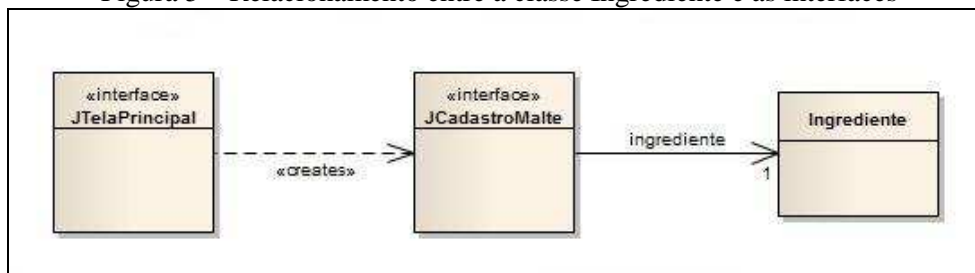 «interface»
JTelaPrincipal
«creates»
«interface»
JCadastroMalte
ingrediente
1
Ingrediente